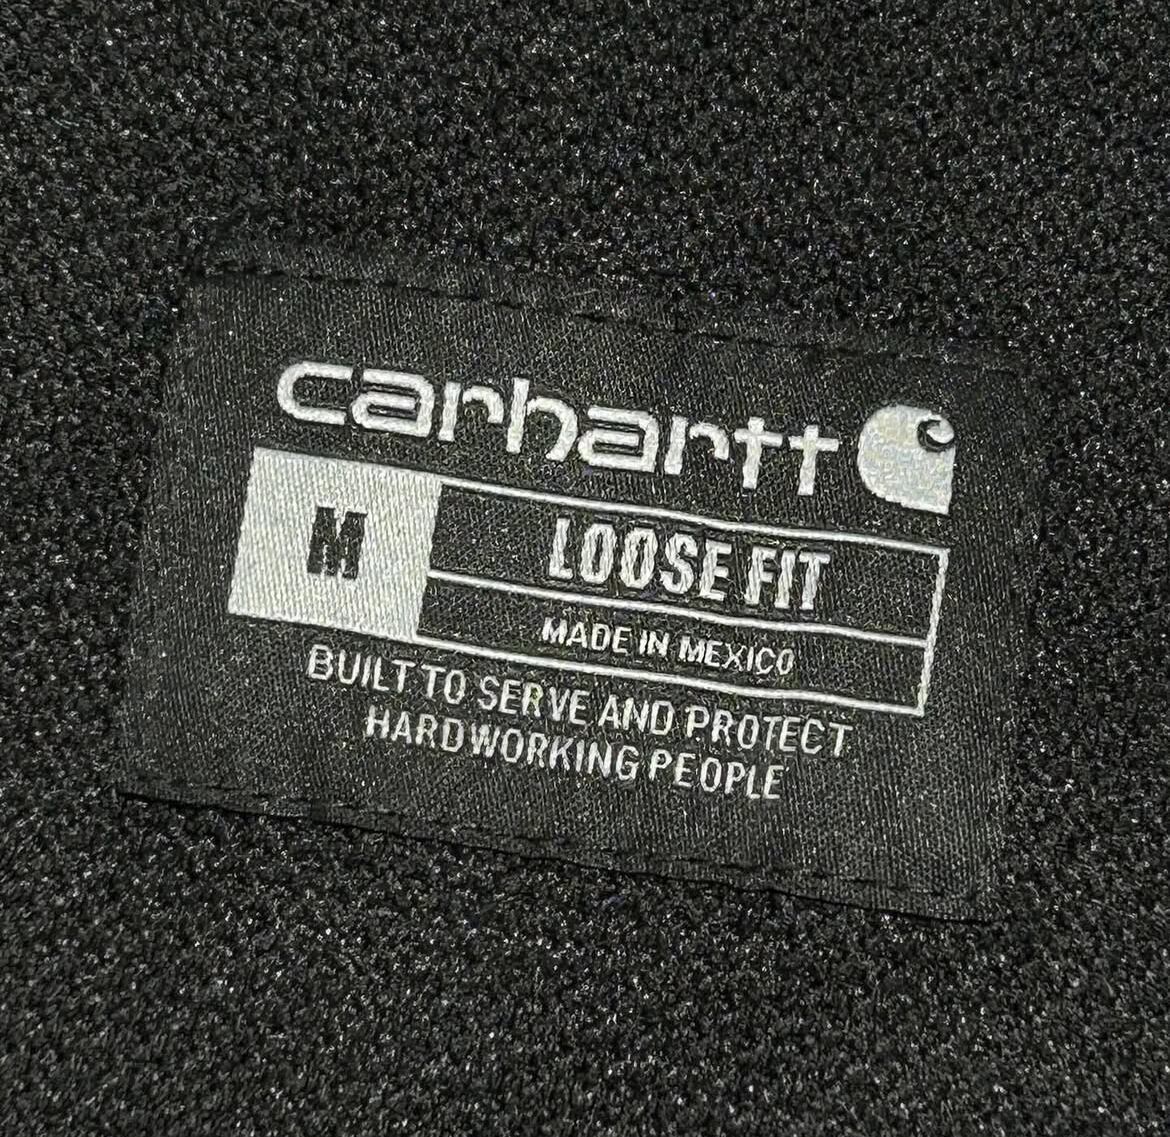 carhartt
M
LOOSE FIT
MADE IN MEXICO
BUILT TO SERVE AND PROTECT
HARDWORKING PEOPLE